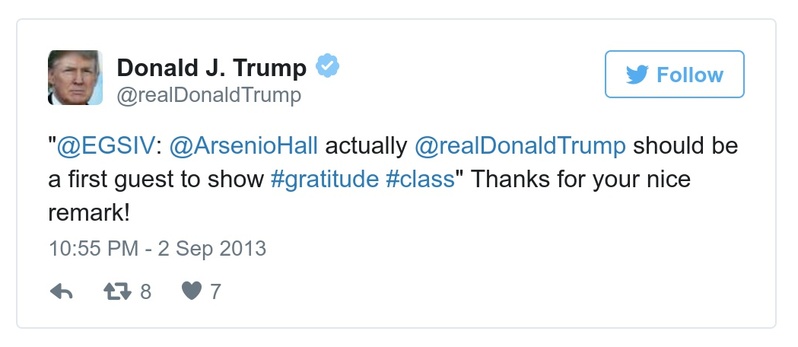 Donald J. Trump
@realDonaldTrump
Follow
"@EGSIV: @ArsenioHall actually @realDonaldTrump should be
a first guest to show #gratitude #class" Thanks for your nice
remark!
10:55 PM - 2 Sep 2013
8 7